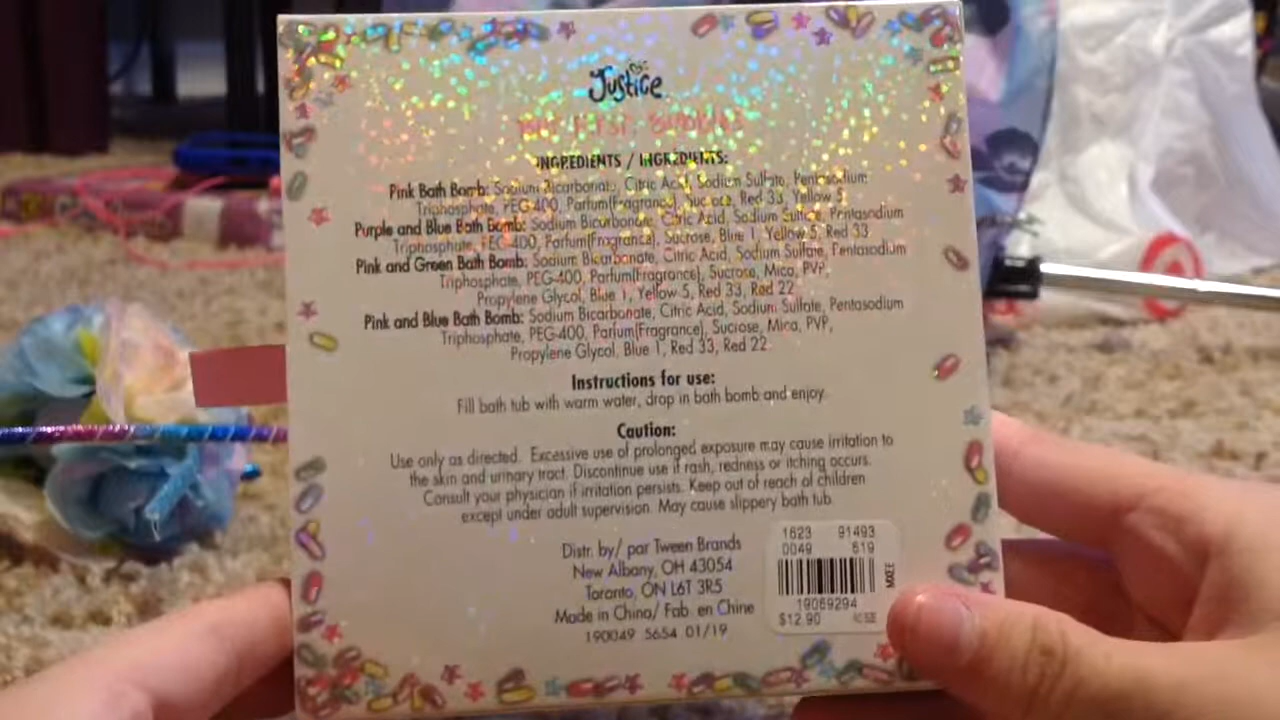 Justice
But First, Bubbles
INGREDIENTS / INGRÉDIENTS:
Pink Bath Bomb: Sodium Bicarbonate, Citric Acid, Sodium Sulfate, Pentasodium
Triphosphate, PEG-400, Parfum(Fragrance), Sucrose, Red 33, Yellow 5
Purple and Blue Bath Bomb: Sodium Bicorbonate, Citric Acid, Sodium Sulfate, Pentasodium
Triphosphate, PEG-400, Parfum(Fragrance), Sucrose, Blue 1, Yellow 5, Red 33
Pink and Green Bath Bomb: Sodium Bicarbonate, Citric Acid, Sodium Sulfate, Pentasodium
Triphosphate, PEG-400, Parfum(Fragrance), Sucrose, Mica, PVP,
Propylene Glycol, Blue 1, Yellow 5, Red 33, Red 22
Pink and Blue Bath Bomb: Sodium Bicarbonate, Citric Acid, Sodium Sulfate, Pentasodium
Triphosphate, PEG-400, Parfum(Fragrance), Sucrose, Mica, PVP,
Propylene Glycol, Blue 1, Red 33, Red 22
Instructions for use:
Fill bath tub with warm water, drop in bath bomb and enjoy
Caution:
Use only as directed. Excessive use of prolonged exposure may cause irritation to
the skin and urinary tract. Discontinue use if rash, redness or itching occurs.
Consult your physician if irritation persists. Keep out of reach of children
except under adult supervision. May cause slippery bath tub.
Distr. by/ par Tween Brands
New Albany, OH 43054
Toronto, ON L6T 3R5
Made in China/ Fab. en Chine
190049 5654 01/19
1623 91493
0049 619
MXEE
19069294
$12.90